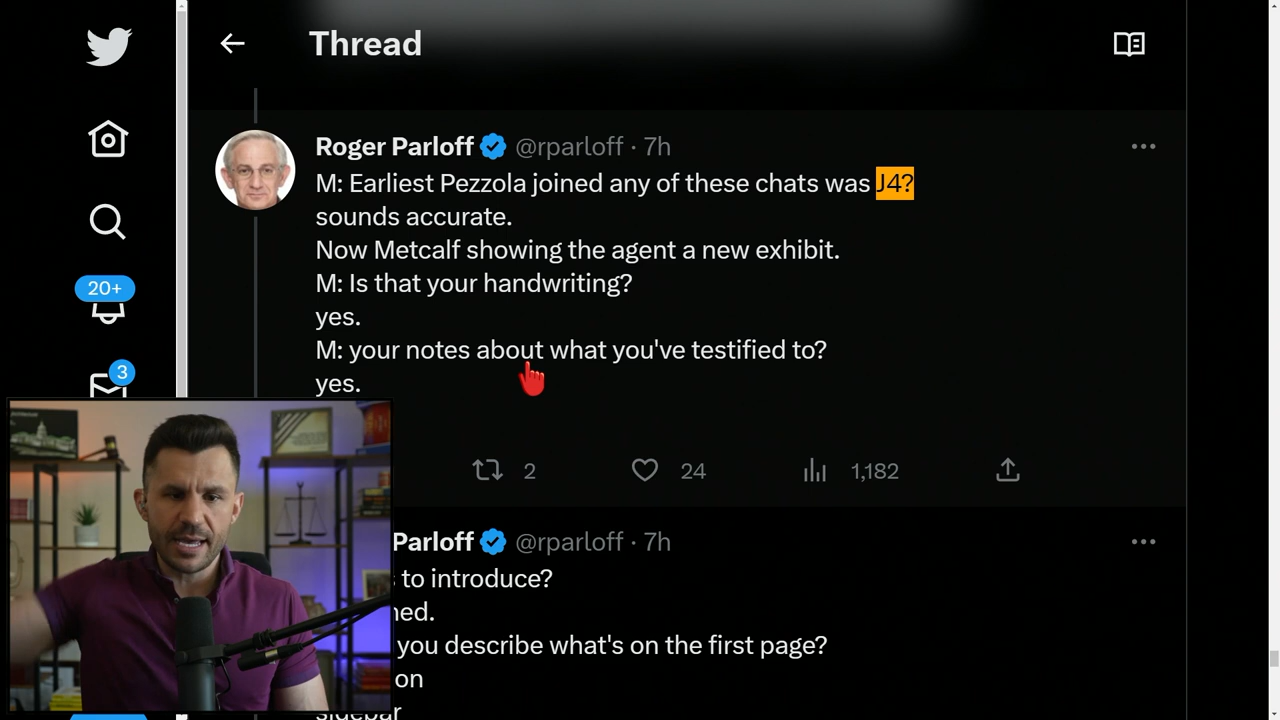 Thread
Roger Parloff @rparloff · 7h
M: Earliest Pezzola joined any of these chats was J4?
sounds accurate.
Now Metcalf showing the agent a new exhibit.
M: Is that your handwriting?
yes.
20+
M: your notes about what you've testified to?
3
yes.
2 24 1,182
Parloff @rparloff · 7h
to introduce?
you describe what's on the first page?
on
sidebar